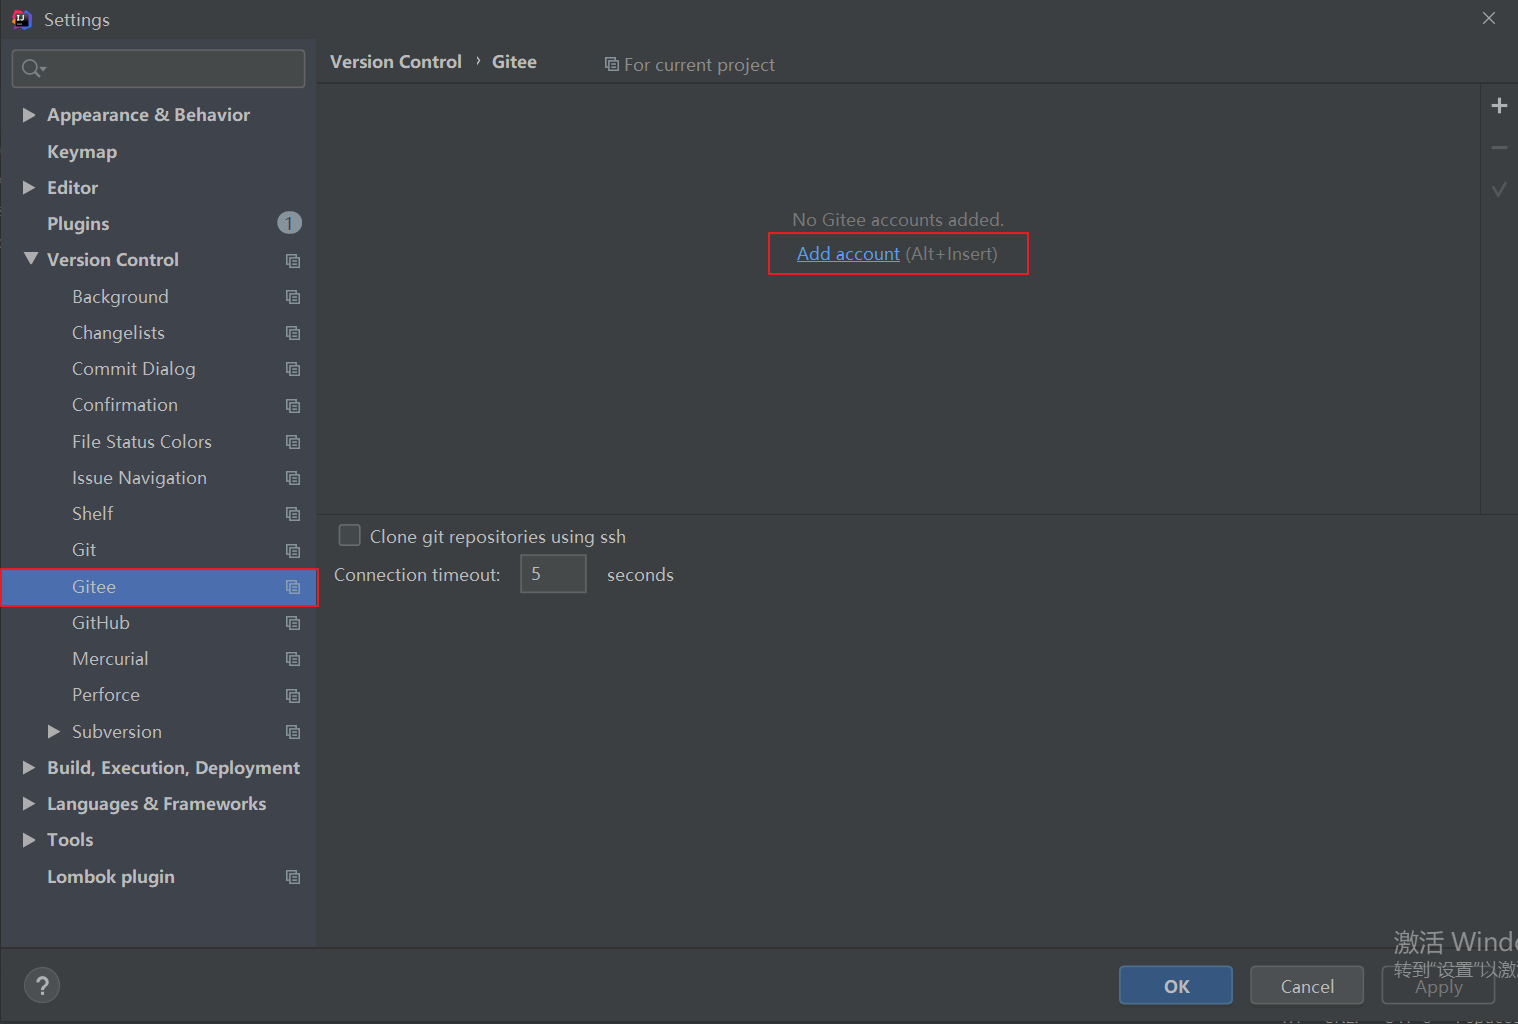 Settings
Version Control › Gitee For current project
Appearance & Behavior
Keymap
Editor
Plugins 1
Version Control
Background
Changelists
Commit Dialog
Confirmation
File Status Colors
Issue Navigation
Shelf
Git
Gitee
GitHub
Mercurial
Perforce
Subversion
Build, Execution, Deployment
Languages & Frameworks
Tools
Lombok plugin
No Gitee accounts added.
Add account (Alt+Insert)
Clone git repositories using ssh
Connection timeout: 5 seconds
激活 Windo
转到“设置”以激
? OK Cancel Apply